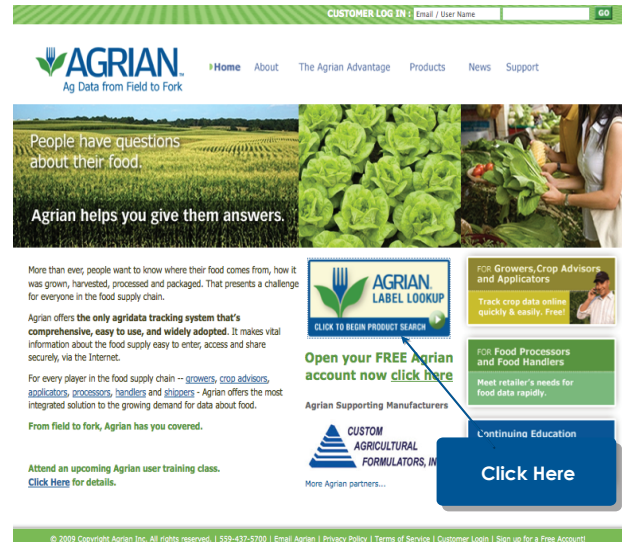 CUSTOMER LOG IN : Email / User Name GO
AGRIAN™
Ag Data from Field to Fork
Home About The Agrian Advantage Products News Support
People have questions
about their food.
Agrian helps you give them answers.
More than ever, people want to know where their food comes from, how it
was grown, harvested, processed and packaged. That presents a challenge
for everyone in the food supply chain.
Agrian offers the only agridata tracking system that's
comprehensive, easy to use, and widely adopted. It makes vital
information about the food supply easy to enter, access and share
securely, via the Internet.
For every player in the food supply chain -- growers, crop advisors,
applicators, processors, handlers and shippers - Agrian offers the most
integrated solution to the growing demand for data about food.
From field to fork, Agrian has you covered.
Attend an upcoming Agrian user training class.
Click Here for details.
AGRIAN
LABEL LOOKUP
CLICK TO BEGIN PRODUCT SEARCH
Open your FREE Agrian
account now click here
Agrian Supporting Manufacturers
CUSTOM
AGRICULTURAL
FORMULATORS, IN
More Agrian partners...
FOR Growers,Crop Advisors
and Applicators
Track crop data online
quickly & easily. Free!
FOR Food Processors
and Food Handlers
Meet retailer's needs for
food data rapidly.
Continuing Education
Click Here
© 2009 Copyright Agrian Inc. All rights reserved. | 559-437-5700 | Email Agrian | Privacy Policy | Terms of Service | Customer Login | Sign up for a Free Account!